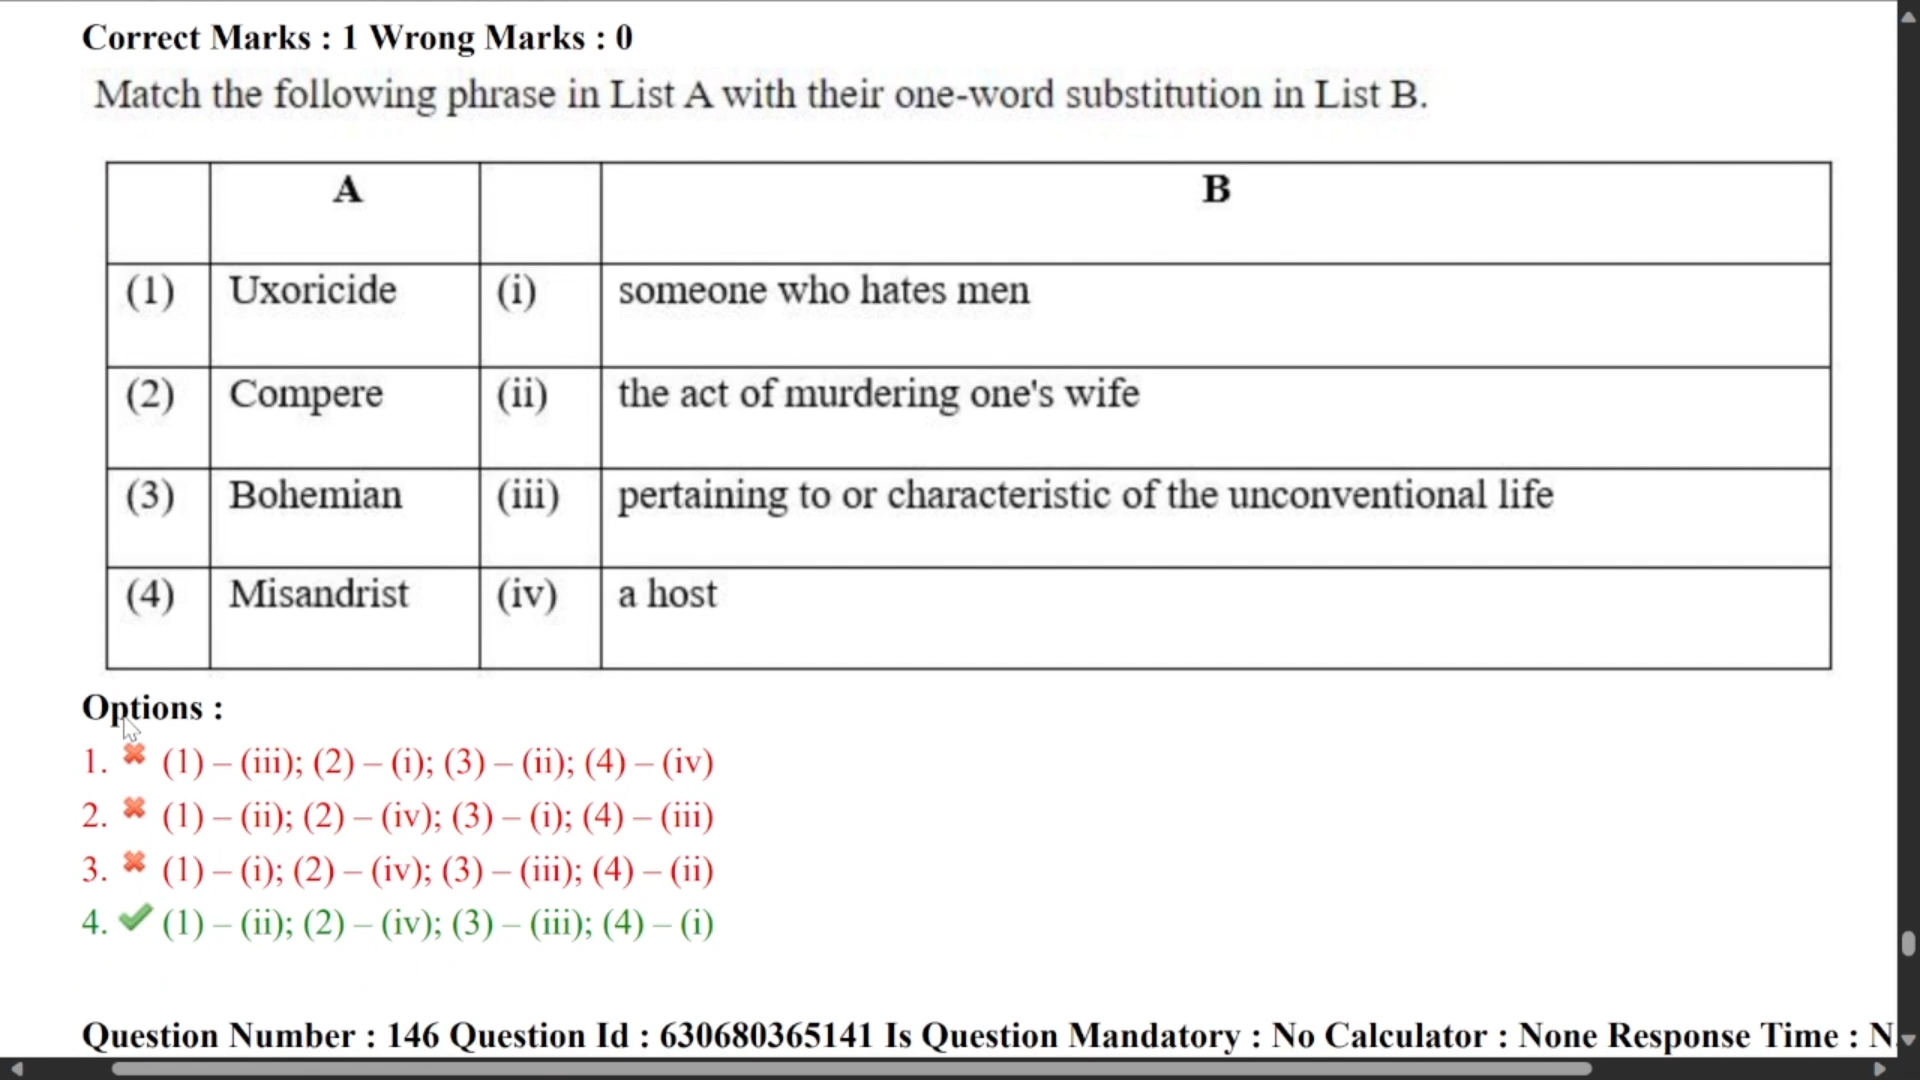 Correct Marks : 1 Wrong Marks : 0
Match the following phrase in List A with their one-word substitution in List B.
A B
(1) Uxoricide (i) someone who hates men
(2) Compere (ii) the act of murdering one's wife
(3) Bohemian (iii) pertaining to or characteristic of the unconventional life
(4) Misandrist (iv) a host
Options :
1. (1) – (iii); (2) – (i); (3) – (ii); (4) – (iv)
2. (1) – (ii); (2) – (iv); (3) – (i); (4) – (iii)
3. (1) – (i); (2) – (iv); (3) – (iii); (4) – (ii)
4. (1) – (ii); (2) – (iv); (3) – (iii); (4) – (i)
Question Number : 146 Question Id : 630680365141 Is Question Mandatory : No Calculator : None Response Time : N